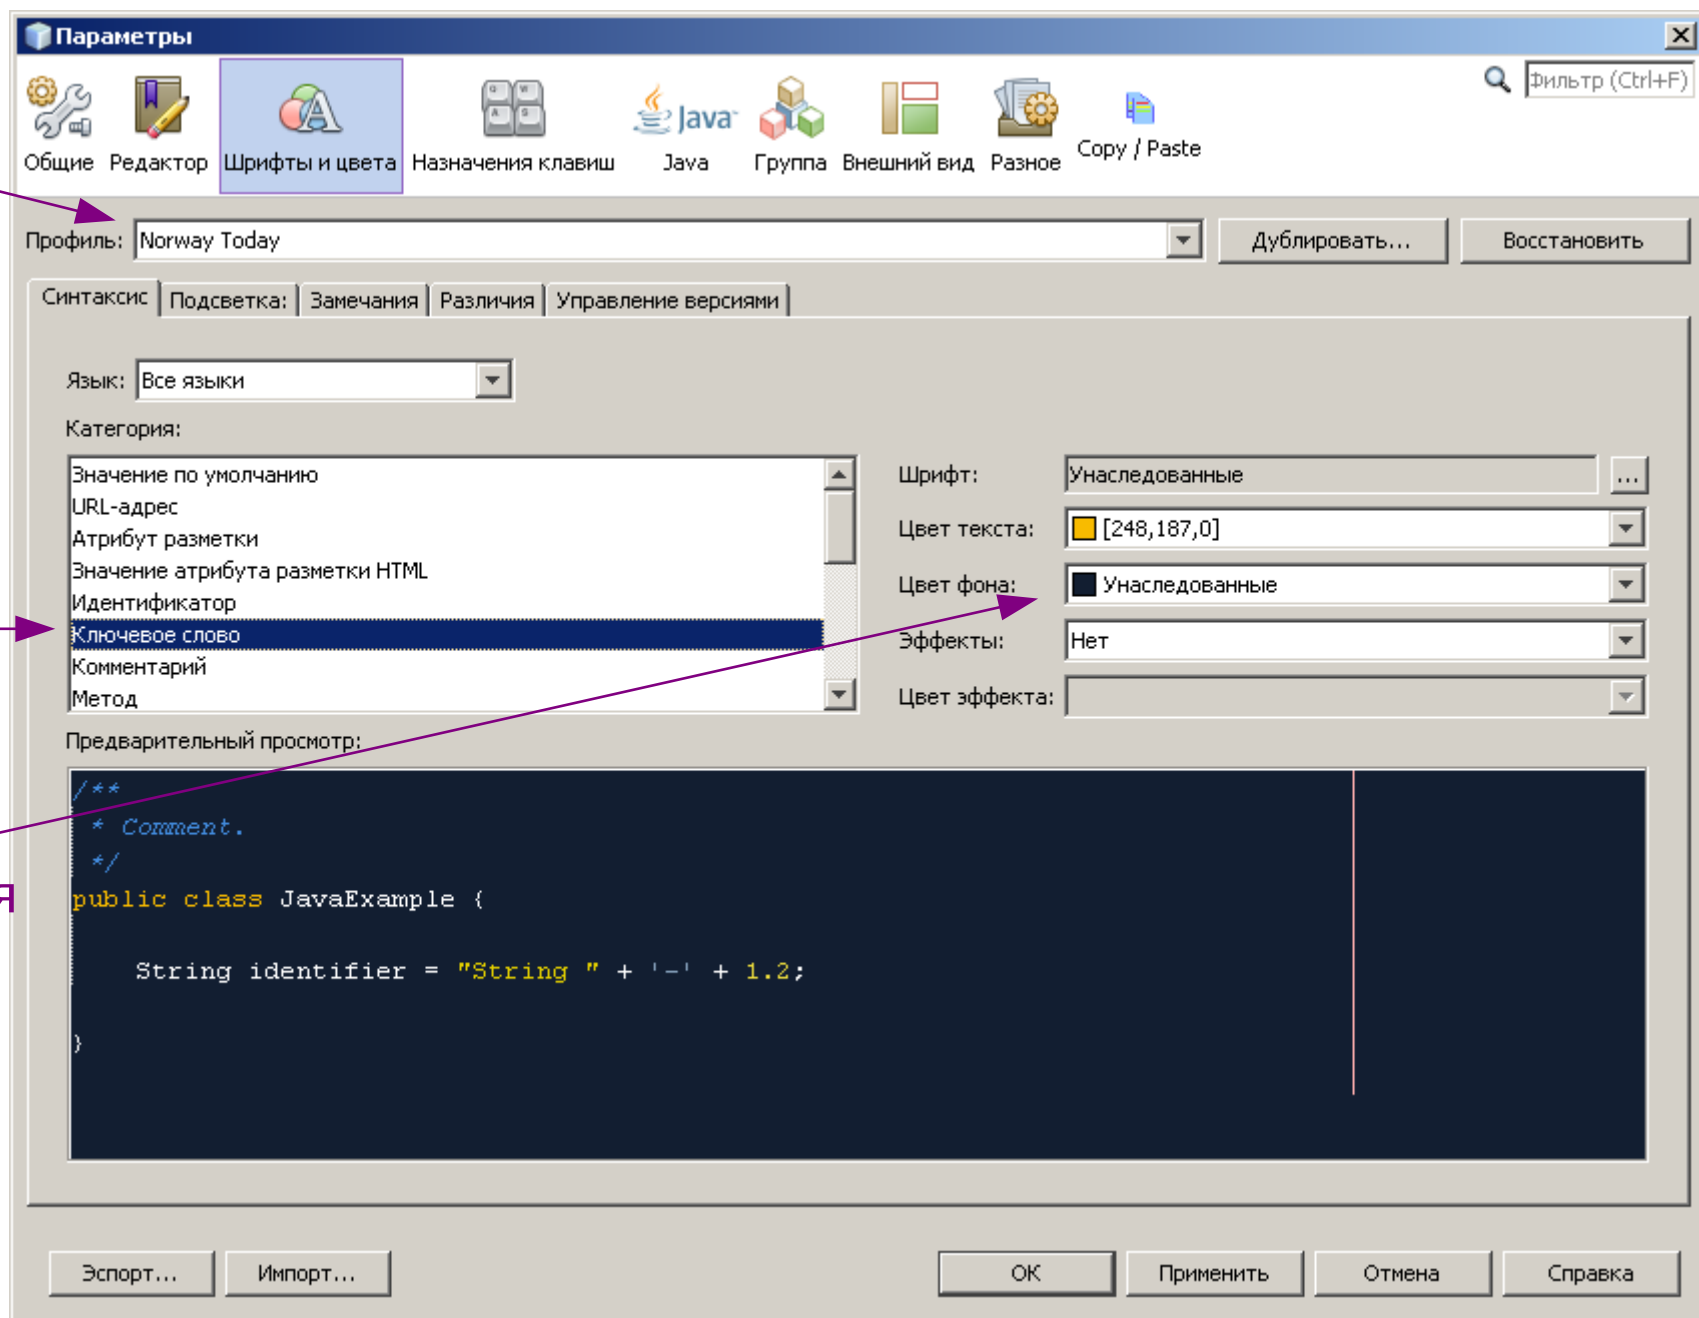 Параметры
Фильтр (Ctrl+F)
Java
Общие Редактор Шрифты и цвета Назначения клавиш Java Группа Внешний вид Разное Copy / Paste
Профиль: Norway Today Дублировать... Восстановить
Синтаксис Подсветка: Замечания Различия Управление версиями
Язык: Все языки
Категория:
Значение по умолчанию
URL-адрес
Атрибут разметки
Значение атрибута разметки HTML
Идентификатор
Ключевое слово
Комментарий
Метод
Шрифт: Унаследованные ...
Цвет текста: [248,187,0]
Цвет фона: Унаследованные
Эффекты: Нет
Цвет эффекта:
Предварительный просмотр:
/**
 * Comment.
 */
я
public class JavaExample {
    String identifier = "String " + '-' + 1.2;
}
Эспорт... Импорт... OK Применить Отмена Справка